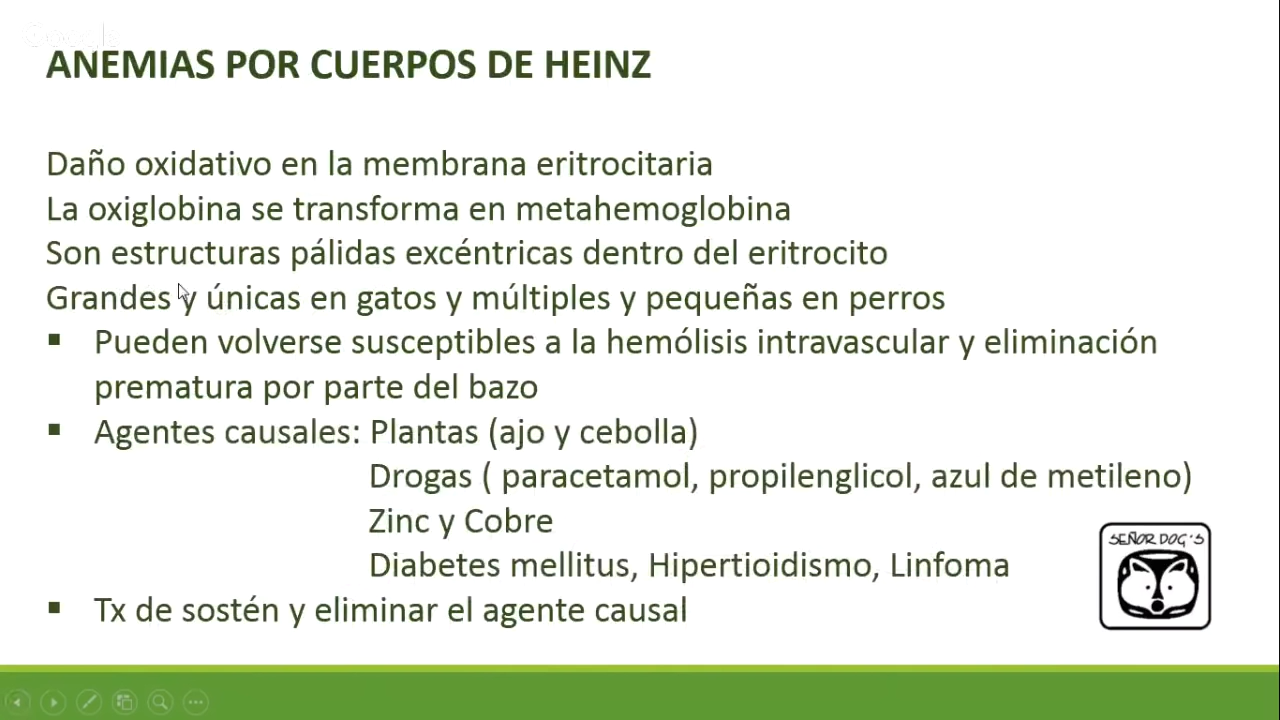 ANEMIAS POR CUERPOS DE HEINZ
Daño oxidativo en la membrana eritrocitaria
La oxiglobina se transforma en metahemoglobina
Son estructuras pálidas excéntricas dentro del eritrocito
Grandes y únicas en gatos y múltiples y pequeñas en perros
▪ Pueden volverse susceptibles a la hemólisis intravascular y eliminación
prematura por parte del bazo
▪ Agentes causales: Plantas (ajo y cebolla)
Drogas ( paracetamol, propilenglicol, azul de metileno)
Zinc y Cobre
Diabetes mellitus, Hipertioidismo, Linfoma
▪ Tx de sostén y eliminar el agente causal
SEÑOR DOG'S